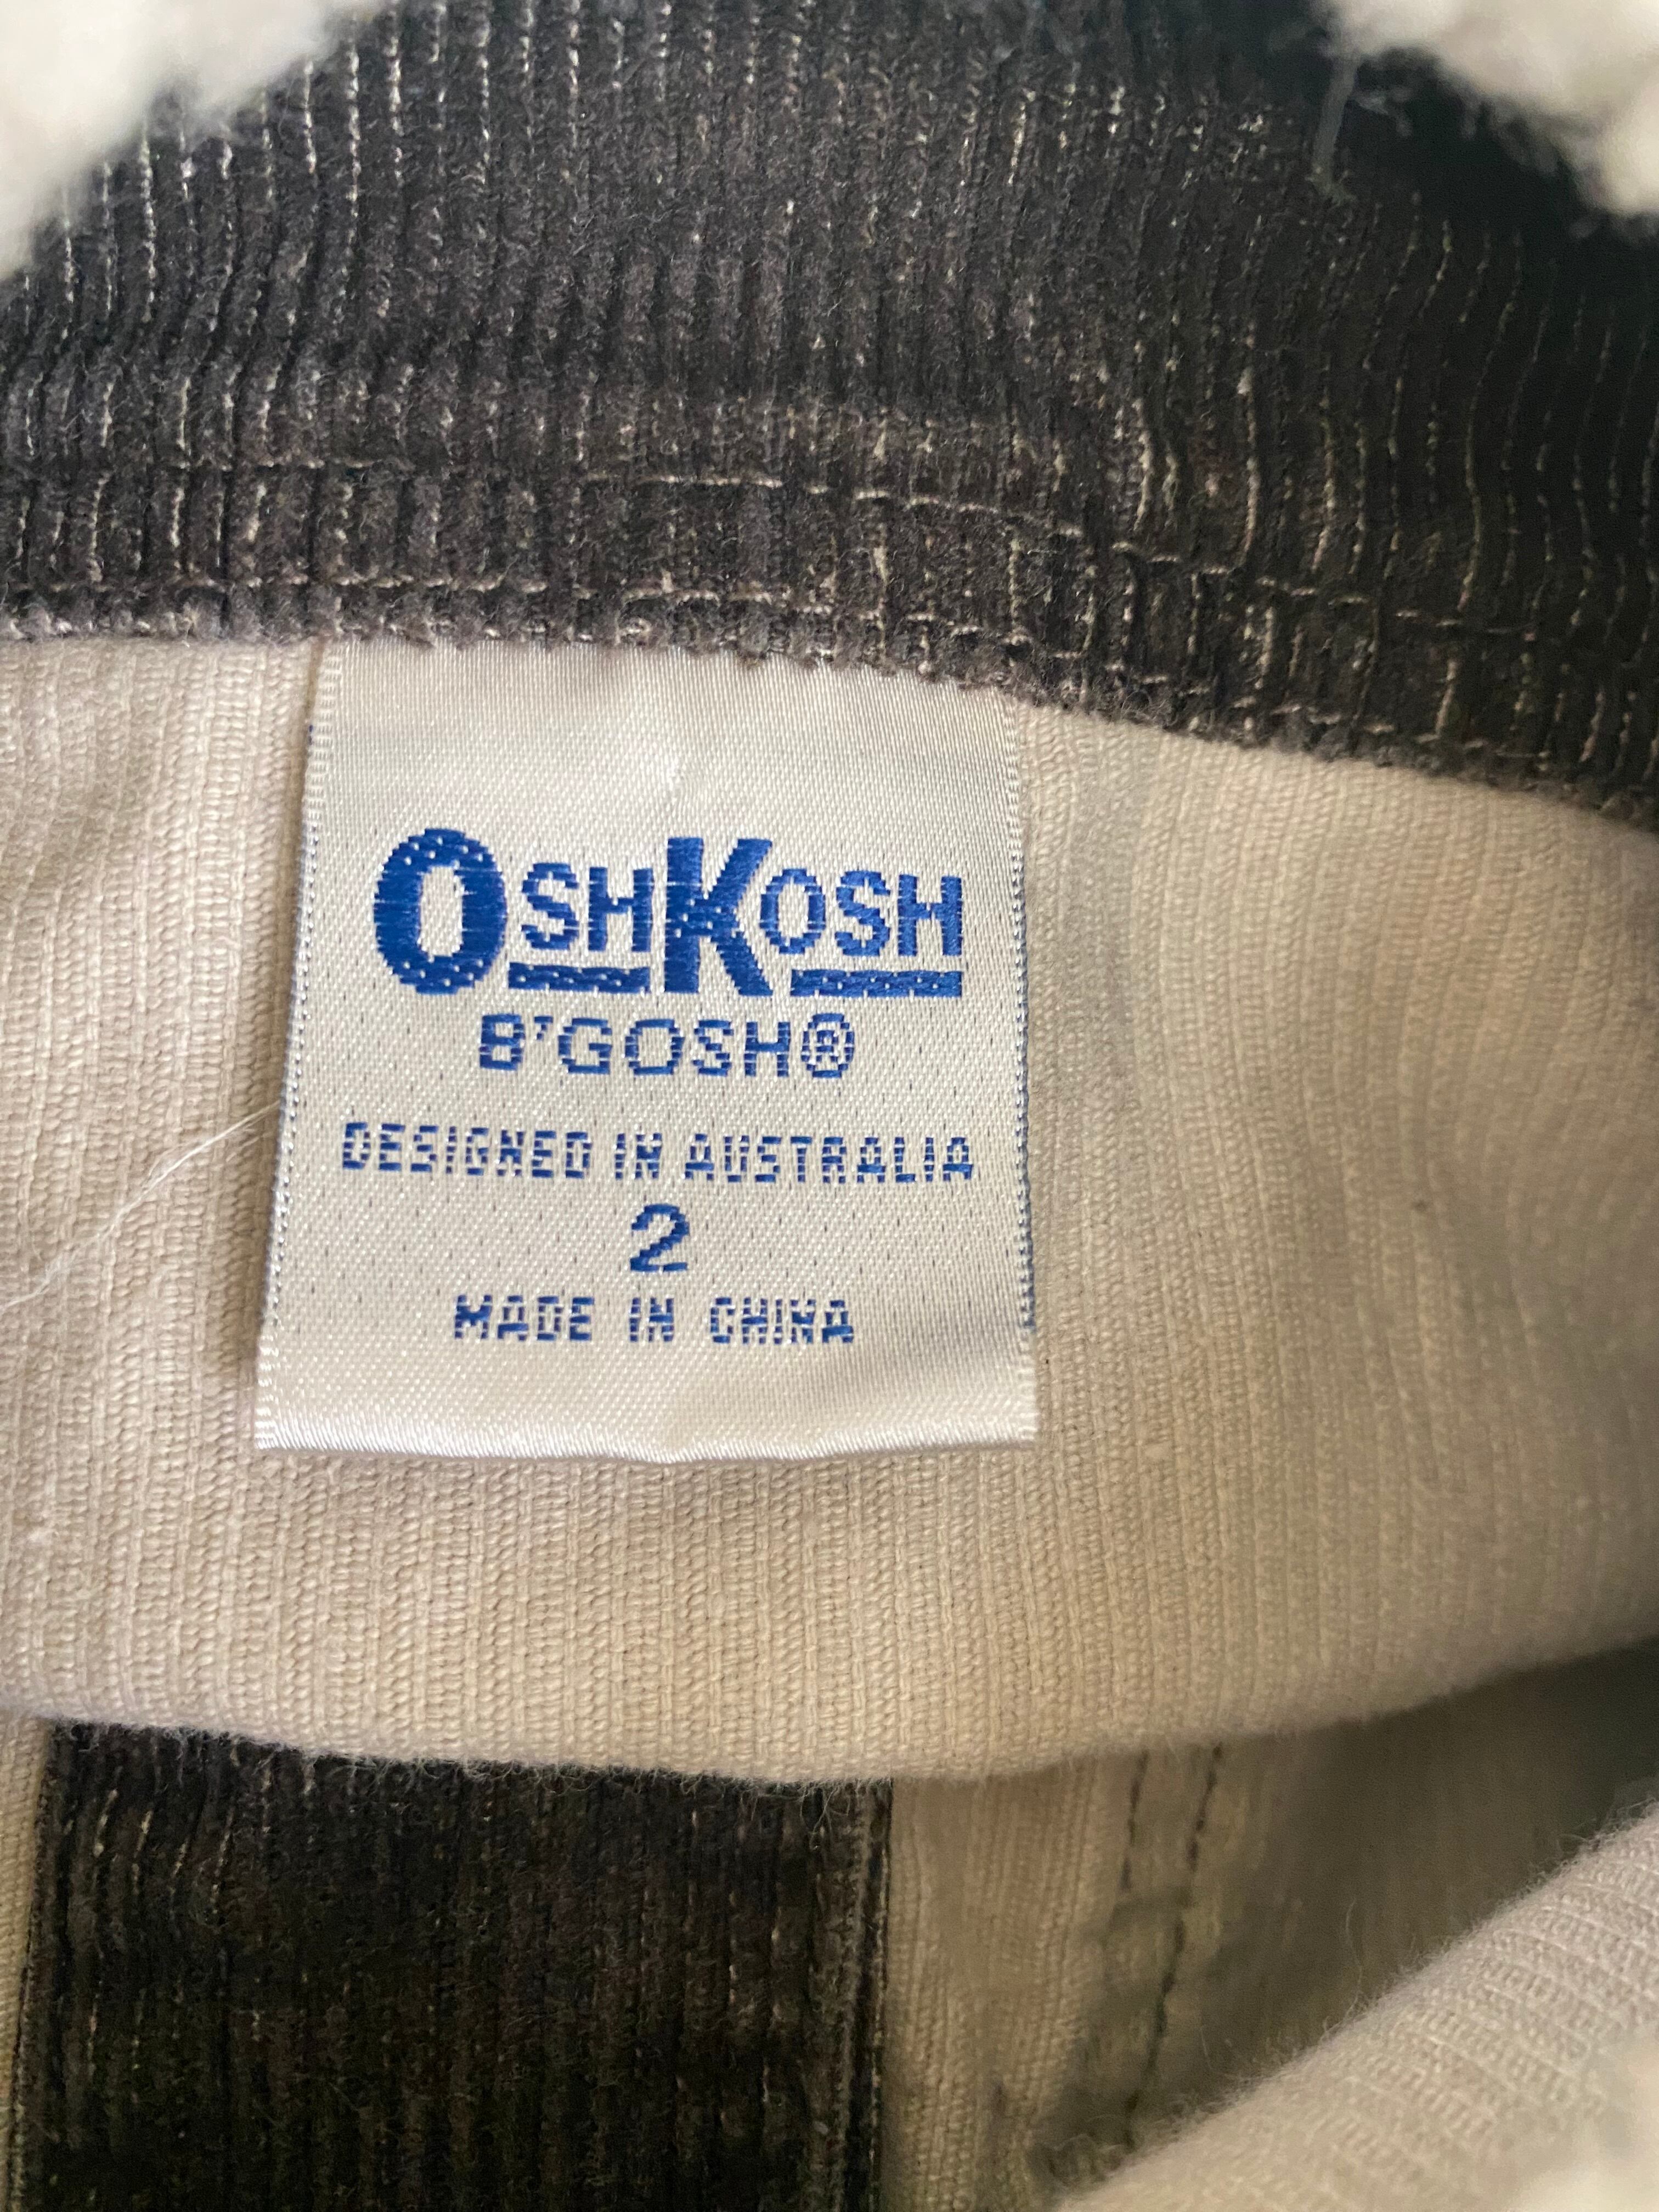 OSHKOSH
B'GOSH®
DESIGNED IN AUSTRALIA
2
MADE IN CHINA